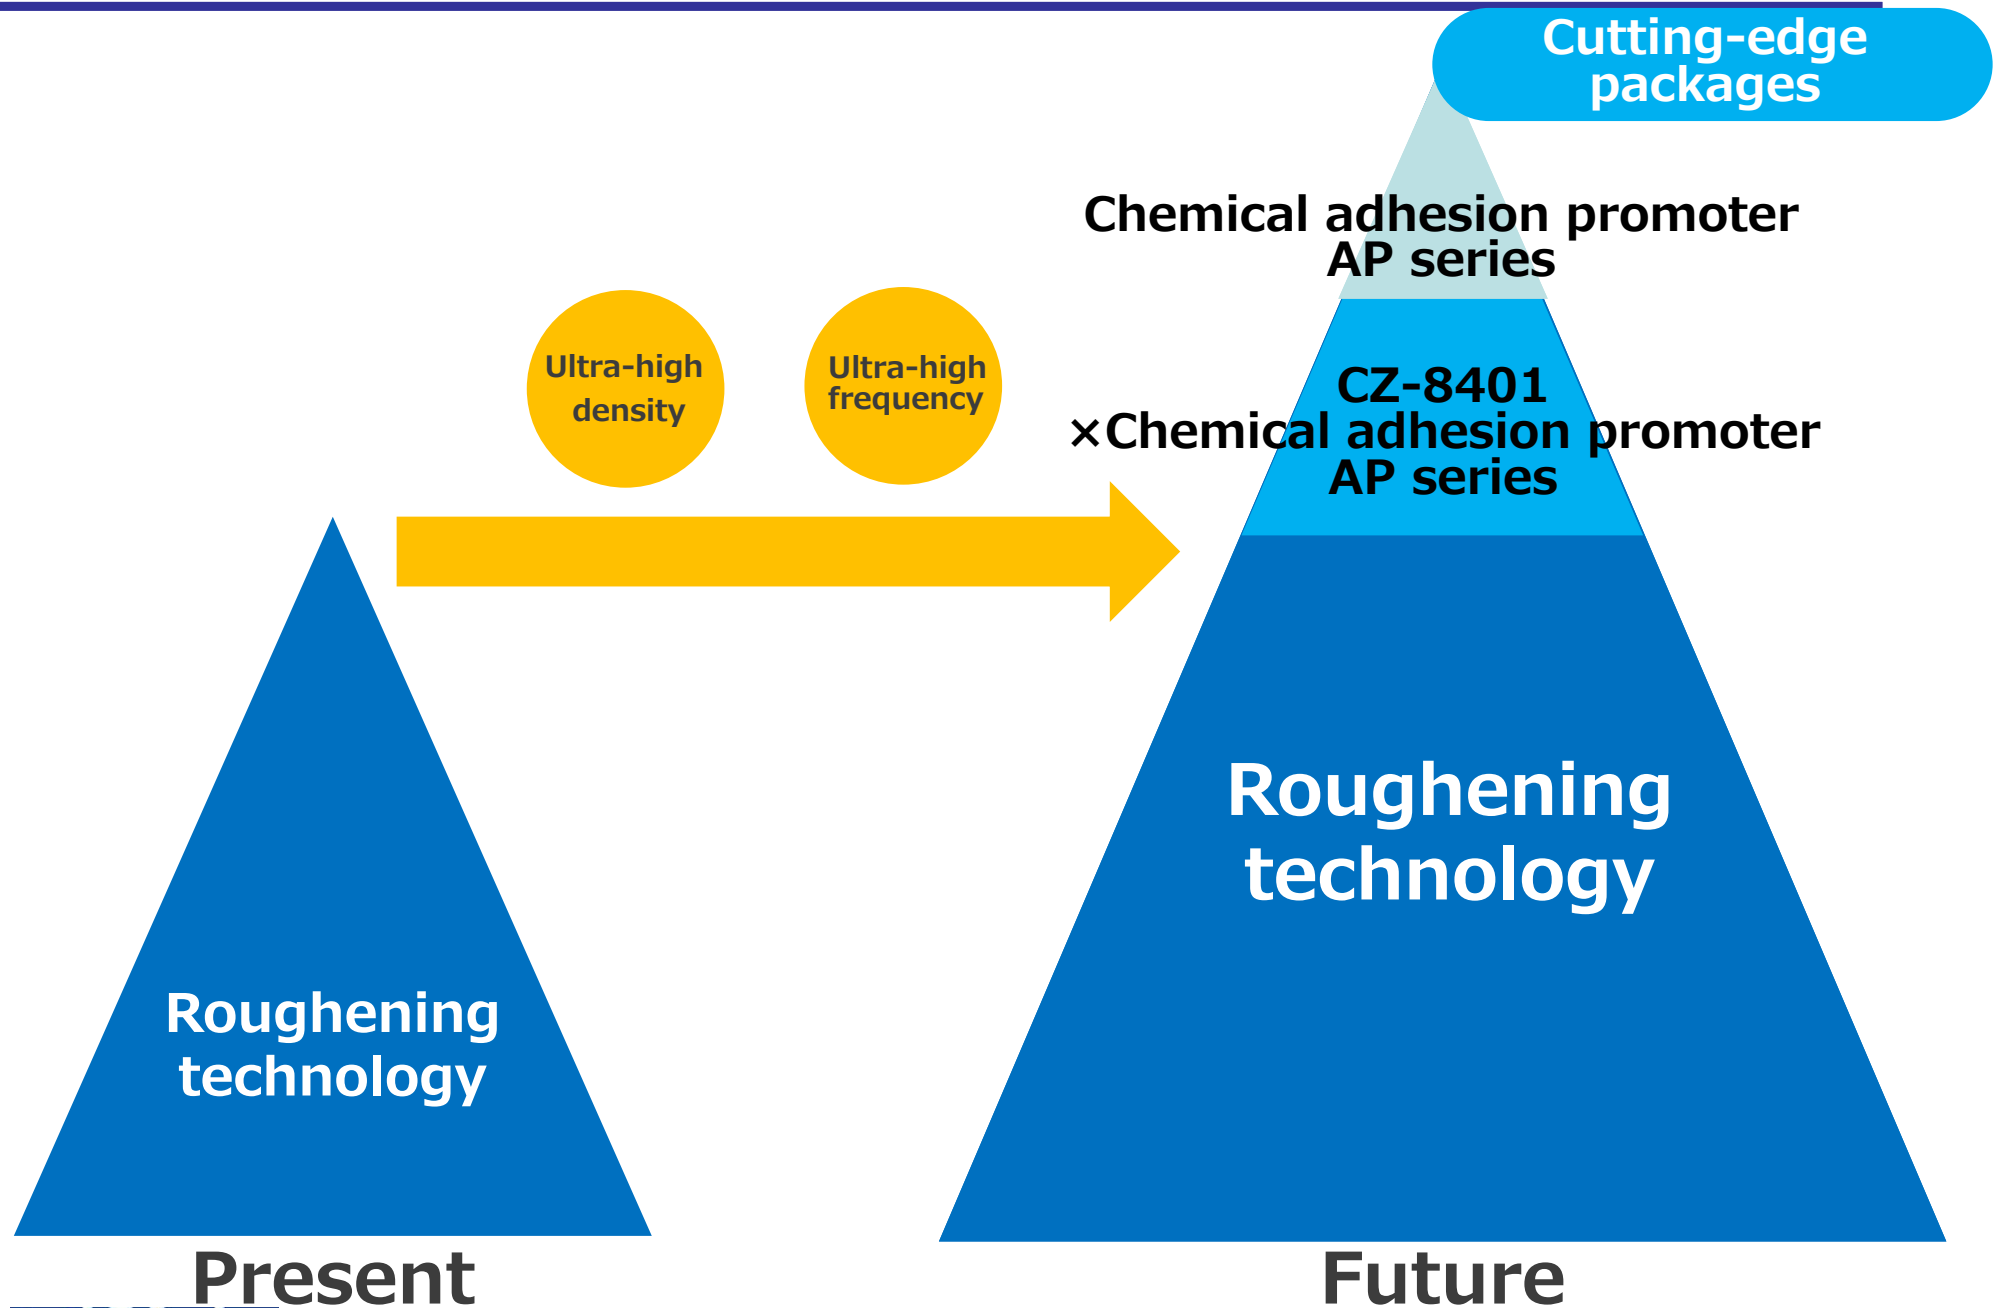 Cutting-edge
packages
Chemical adhesion promoter
AP series
Ultra-high
density
Ultra-high
frequency
CZ-8401
×Chemical adhesion promoter
AP series
Roughening
technology
Roughening
technology
Present
Future